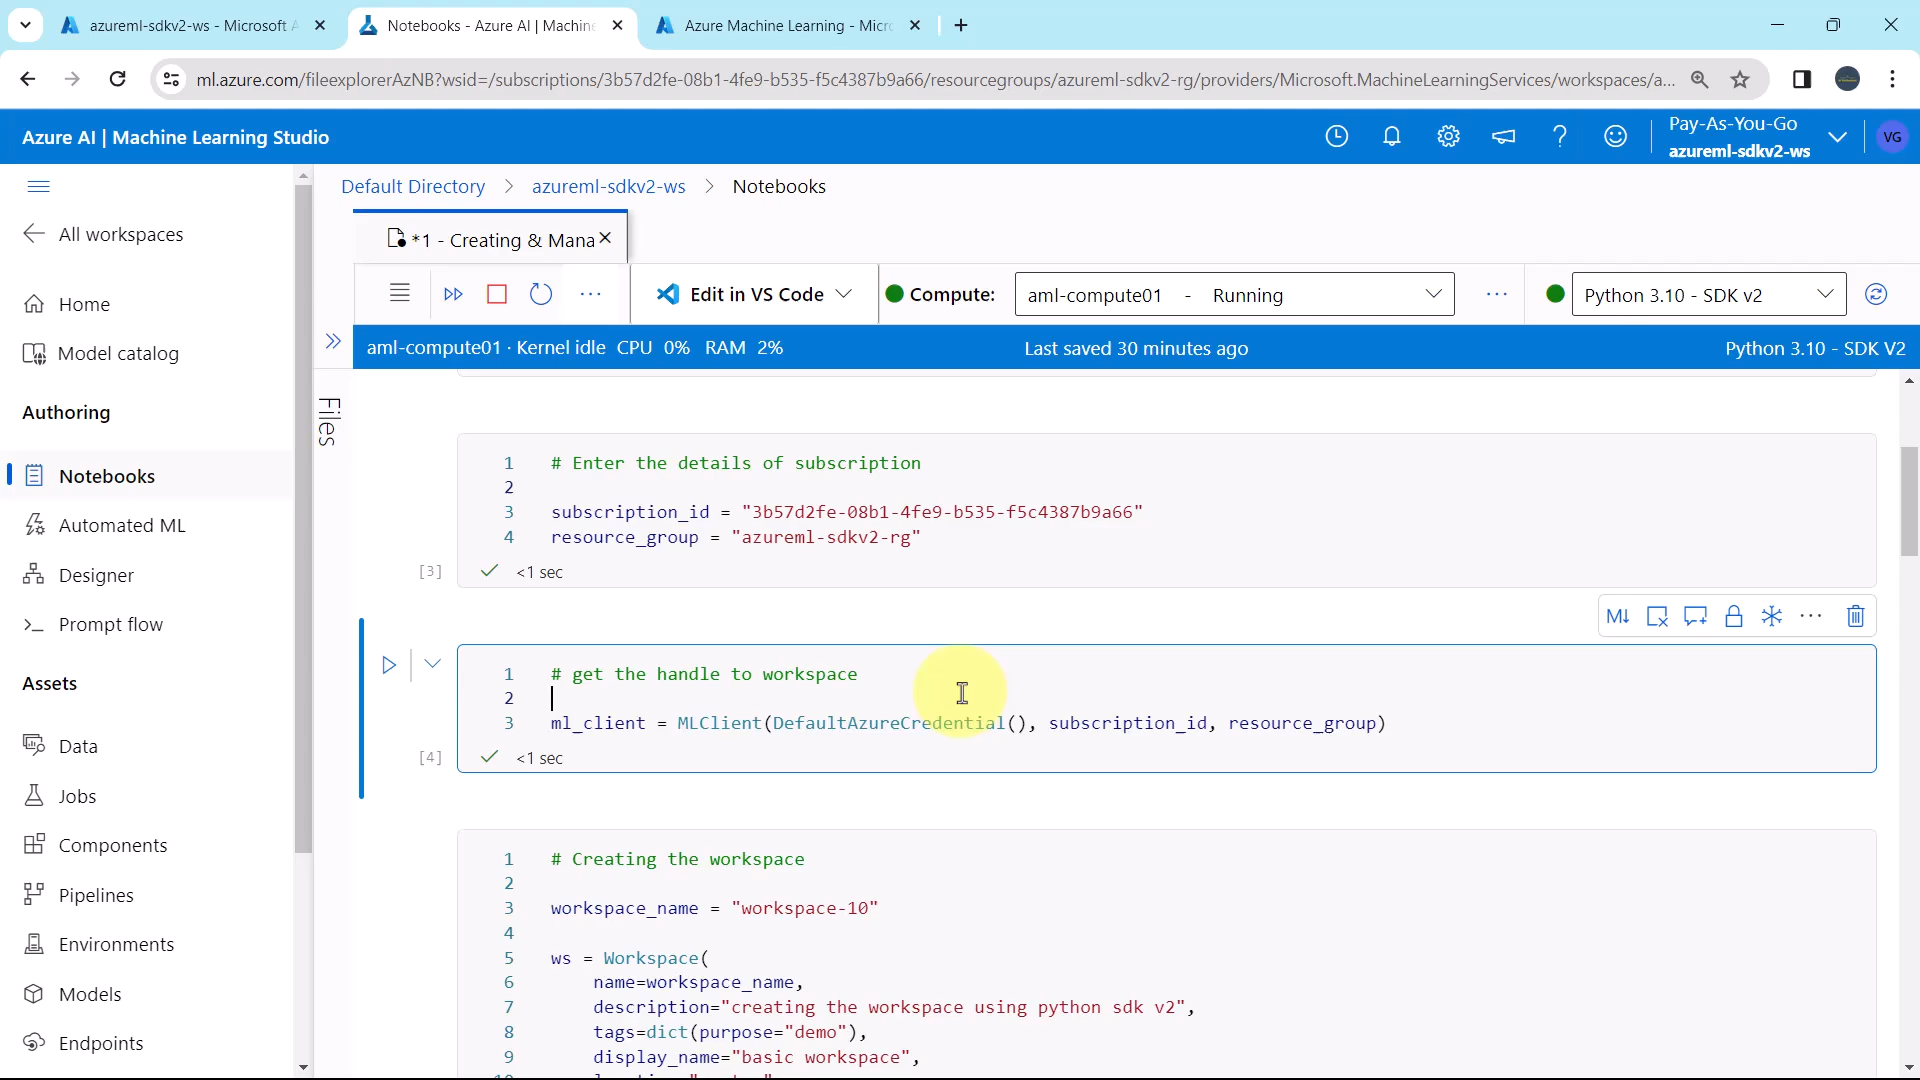 azureml-sdkv2-ws - Microsoft A
Notebooks - Azure AI | Machine
Azure Machine Learning - Micro
ml.azure.com/fileexplorerAzNB?wsid=/subscriptions/3b57d2fe-08b1-4fe9-b535-f5c4387b9a66/resourcegroups/azureml-sdkv2-rg/providers/Microsoft.MachineLearningServices/workspaces/a...
Azure AI | Machine Learning Studio
Pay-As-You-Go
azureml-sdkv2-ws
VG
All workspaces
Home
Model catalog
Authoring
Notebooks
Automated ML
Designer
Prompt flow
Assets
Data
Jobs
Components
Pipelines
Environments
Models
Endpoints
Default Directory > azureml-sdkv2-ws > Notebooks
*1 - Creating & Mana
Edit in VS Code
Compute:
aml-compute01 - Running
Python 3.10 - SDK v2
aml-compute01 · Kernel idle CPU 0% RAM 2%
Last saved 30 minutes ago
Python 3.10 - SDK V2
Files
1 # Enter the details of subscription
2
3 subscription_id = "3b57d2fe-08b1-4fe9-b535-f5c4387b9a66"
4 resource_group = "azureml-sdkv2-rg"
[3] <1 sec
M↓
1 # get the handle to workspace
2
3 ml_client = MLClient(DefaultAzureCredential(), subscription_id, resource_group)
[4] <1 sec
1 # Creating the workspace
2
3 workspace_name = "workspace-10"
4
5 ws = Workspace(
6 name=workspace_name,
7 description="creating the workspace using python sdk v2",
8 tags=dict(purpose="demo"),
9 display_name="basic workspace",